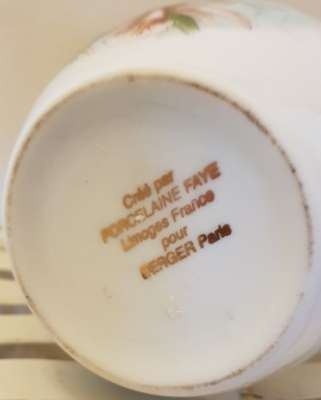 Créé par
PORCELAINE FAYE
Limoges France
pour
BERGER Paris